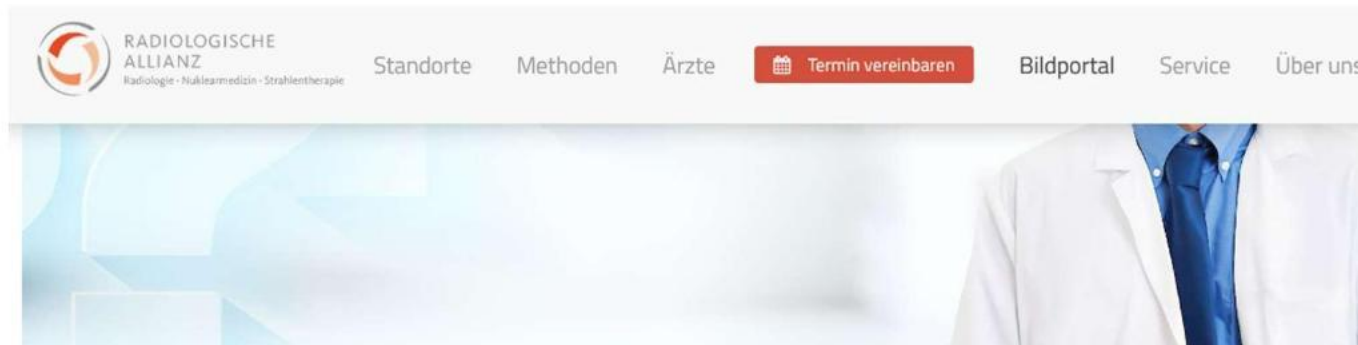 RADIOLOGISCHE
ALLIANZ
Radiologie - Nuklearmedizin - Strahlentherapie
Standorte Methoden Ärzte Termin vereinbaren Bildportal Service Über uns